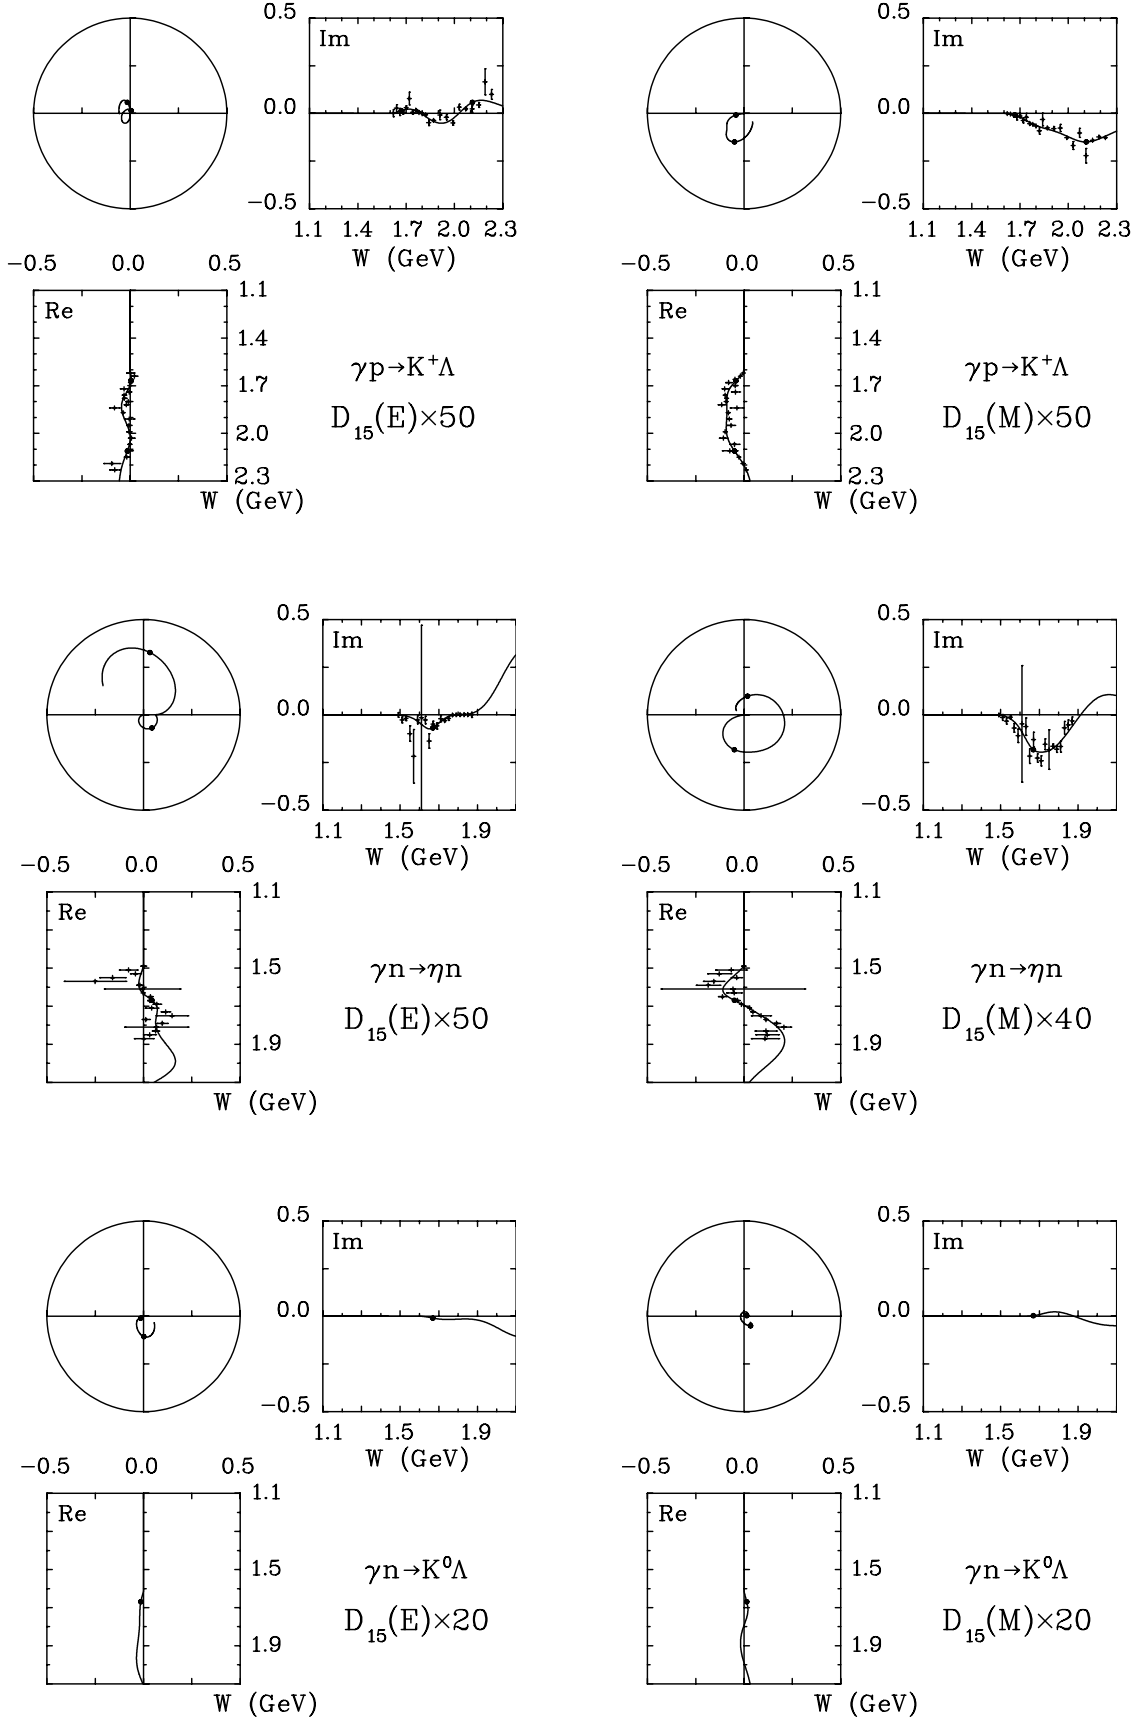 0.5 0.5
Im Im
0.0 0.0
−0.5 −0.5
1.1 1.4 1.7 2.0 2.3 1.1 1.4 1.7 2.0 2.3
W (GeV) W (GeV)
−0.5 0.0 0.5 −0.5 0.0 0.5
Re 1.1 Re 1.1
1.4 1.4
γp→K⁺Λ γp→K⁺Λ
1.7 1.7
D₁₅(E)×50 D₁₅(M)×50
2.0 2.0
2.3 2.3
W (GeV) W (GeV)
0.5 0.5
Im Im
0.0 0.0
−0.5 −0.5
1.1 1.5 1.9 1.1 1.5 1.9
W (GeV) W (GeV)
−0.5 0.0 0.5 −0.5 0.0 0.5
Re 1.1 Re 1.1
1.5 γn→ηn 1.5 γn→ηn
D₁₅(E)×50 D₁₅(M)×40
1.9 1.9
W (GeV) W (GeV)
0.5 0.5
Im Im
0.0 0.0
−0.5 −0.5
1.1 1.5 1.9 1.1 1.5 1.9
W (GeV) W (GeV)
−0.5 0.0 0.5 −0.5 0.0 0.5
Re 1.1 Re 1.1
1.5 γn→K⁰Λ 1.5 γn→K⁰Λ
D₁₅(E)×20 D₁₅(M)×20
1.9 1.9
W (GeV) W (GeV)